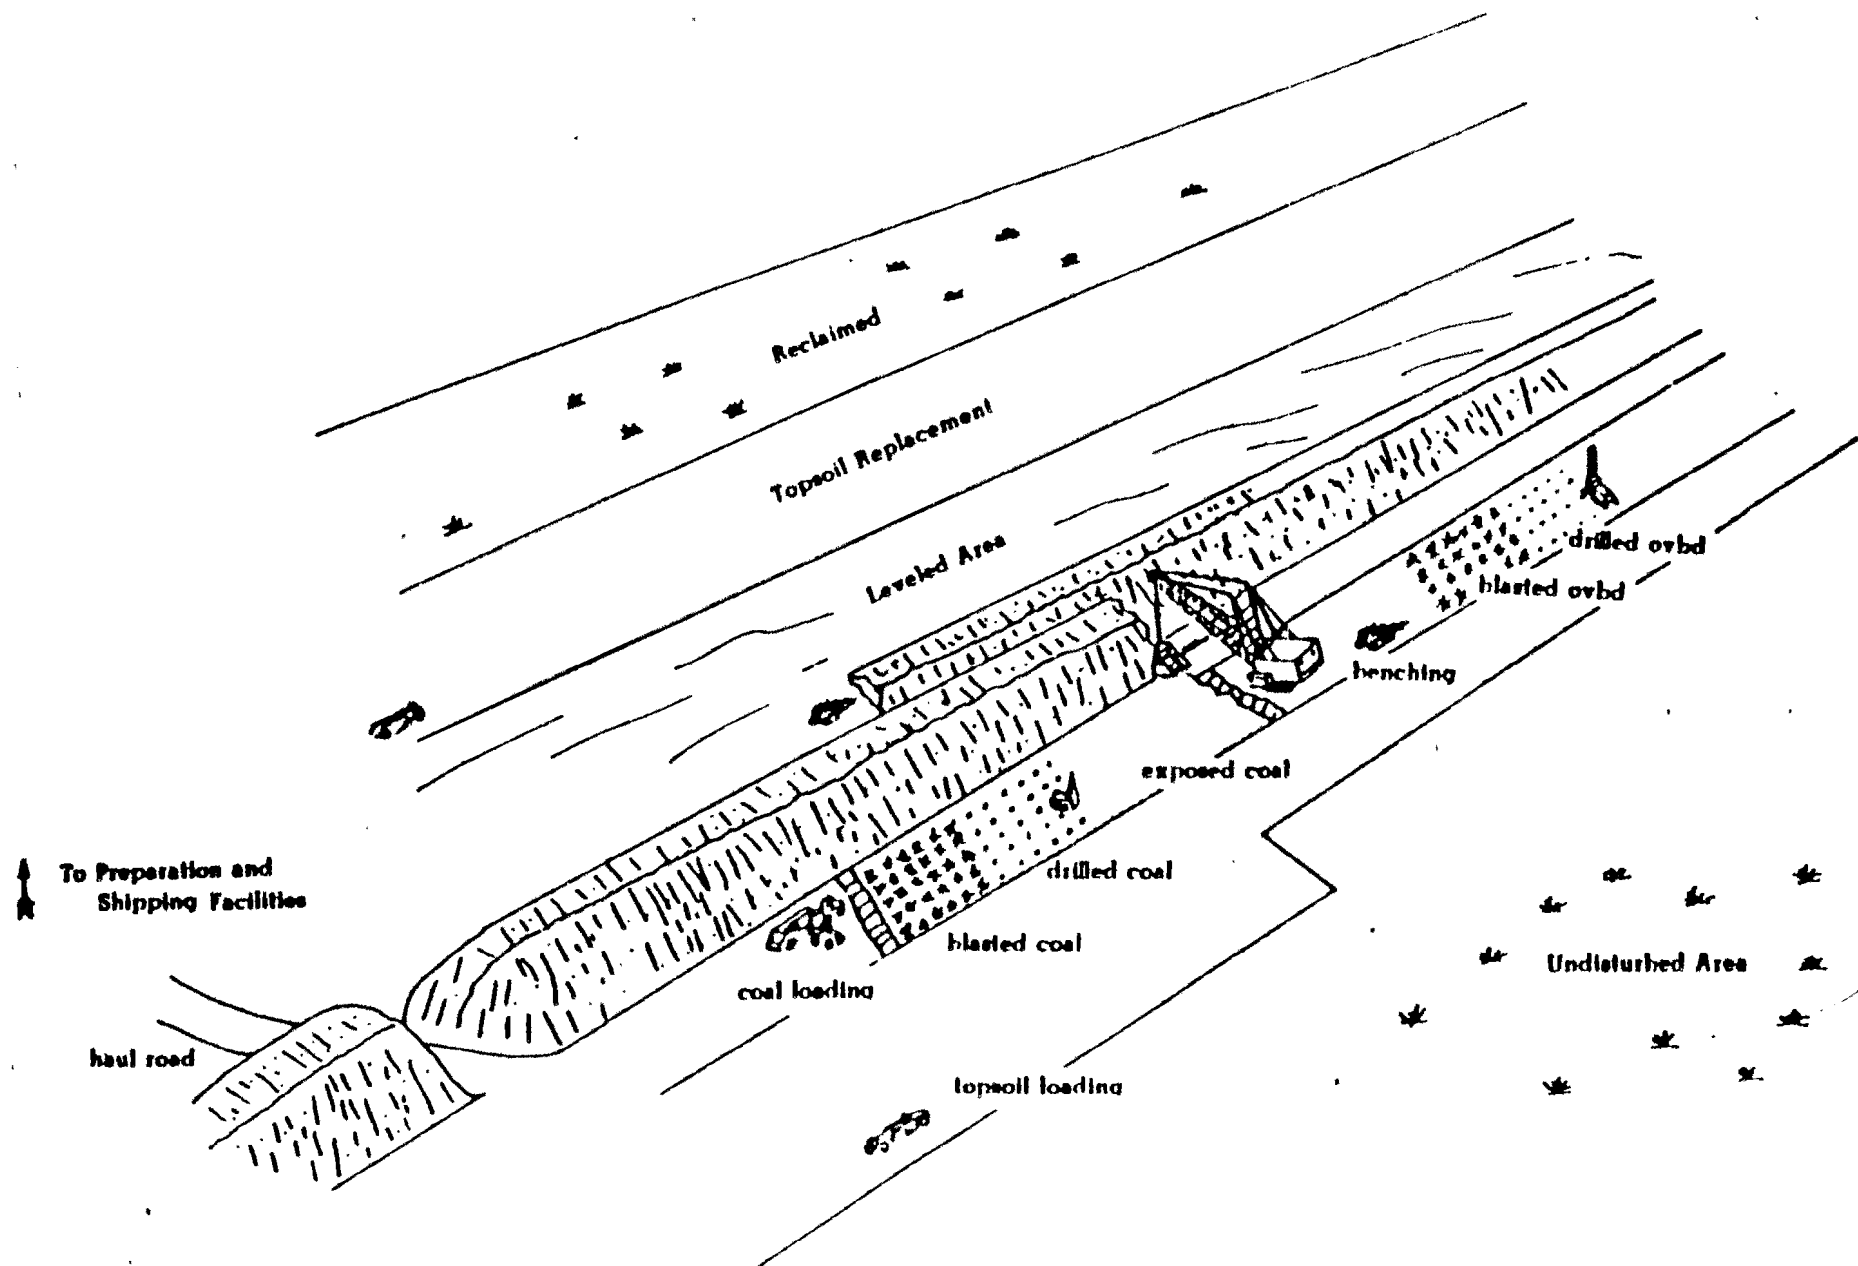 Reclaimed
Topsoil Replacement
Leveled Area
drilled ovbd
blasted ovbd
benching
exposed coal
drilled coal
blasted coal
coal loading
To Preparation and
Shipping Facilities
haul road
topsoil loading
Undisturbed Area